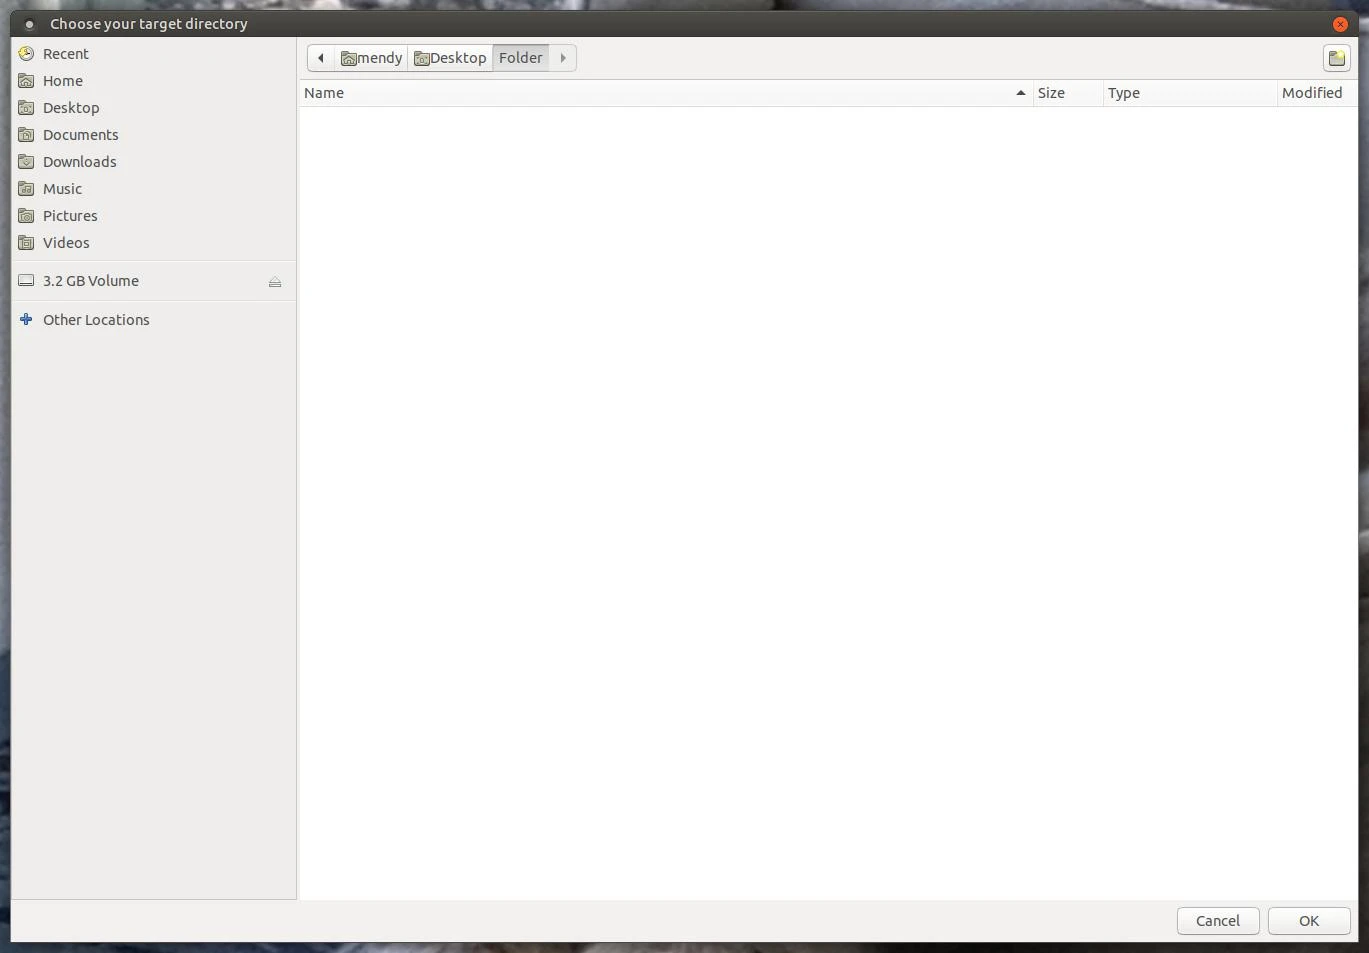 Choose your target directory
Recent
Home
Desktop
Documents
Downloads
Music
Pictures
Videos
3.2 GB Volume
Other Locations
mendy Desktop Folder
Name Size Type Modified
Cancel OK